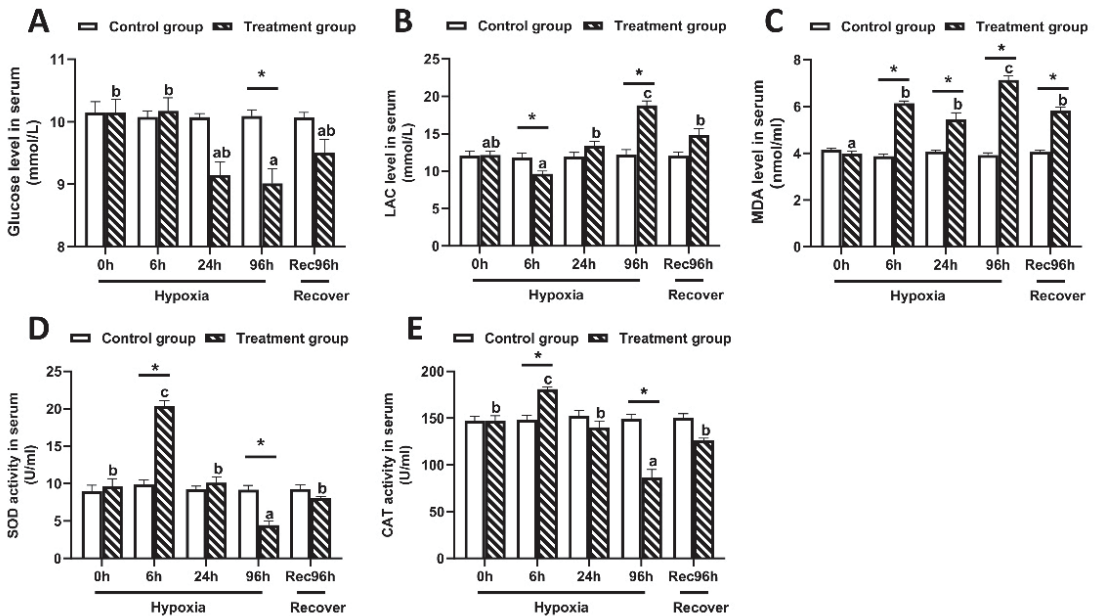 A
Control group Treatment group
Glucose level in serum
(mmol/L)
11
10
9
8
b b ab * a ab
0h 6h 24h 96h Rec96h
Hypoxia Recover
B
Control group Treatment group
LAC level in serum
(mmol/L)
25
20
15
10
5
0
ab * a b * c b
0h 6h 24h 96h Rec96h
Hypoxia Recover
C
Control group Treatment group
MDA level in serum
(nmol/ml)
8
6
4
2
0
a * b * b * c * b
0h 6h 24h 96h Rec96h
Hypoxia Recover
D
Control group Treatment group
SOD activity in serum
(U/ml)
25
20
15
10
5
0
b * c b * a b
0h 6h 24h 96h Rec96h
Hypoxia Recover
E
Control group Treatment group
CAT activity in serum
(U/ml)
200
150
100
50
0
b * c b * a b
0h 6h 24h 96h Rec96h
Hypoxia Recover